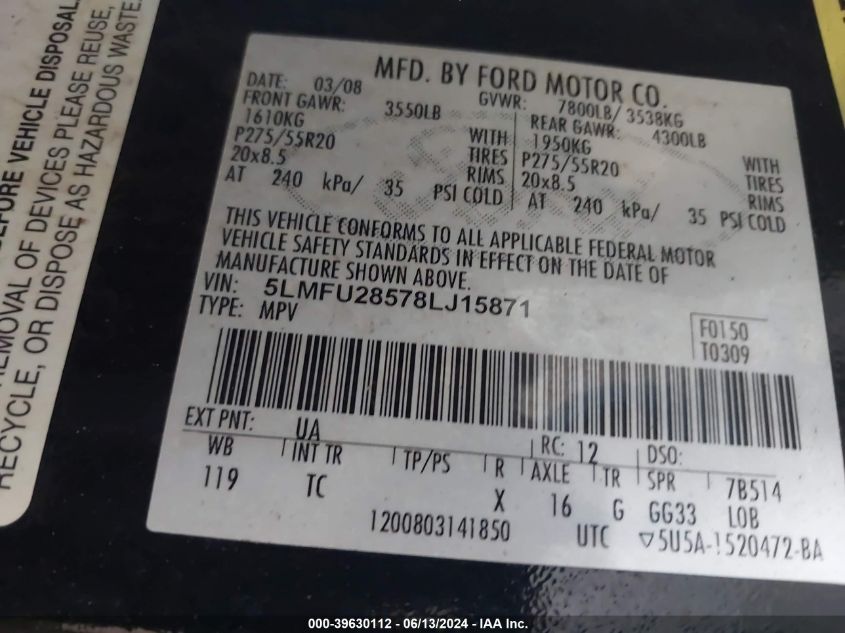 BEFORE VEHICLE DISPOSAL,
REMOVAL OF DEVICES PLEASE REUSE,
RECYCLE, OR DISPOSE AS HAZARDOUS WASTE.
MFD. BY FORD MOTOR CO.
DATE: 03/08 GVWR: 7800LB/ 3538KG
FRONT GAWR: 3550LB REAR GAWR: 4300LB
1610KG WITH 1950KG WITH
P275/55R20 TIRES P275/55R20 TIRES
20x8.5 RIMS 20x8.5 RIMS
AT 240 kPa/ 35 PSI COLD AT 240 kPa/ 35 PSI COLD
THIS VEHICLE CONFORMS TO ALL APPLICABLE FEDERAL MOTOR
VEHICLE SAFETY STANDARDS IN EFFECT ON THE DATE OF
MANUFACTURE SHOWN ABOVE.
VIN: 5LMFU28578LJ15871
TYPE: MPV
F0150
T0309
EXT PNT: UA RC: 12 DSO:
WB INT TR TP/PS R AXLE TR SPR 7B514
119 TC X 16 G GG33 LOB
1200803141850 UTC ▽5U5A-1520472-BA
000-39630112 - 06/13/2024 - IAA Inc.